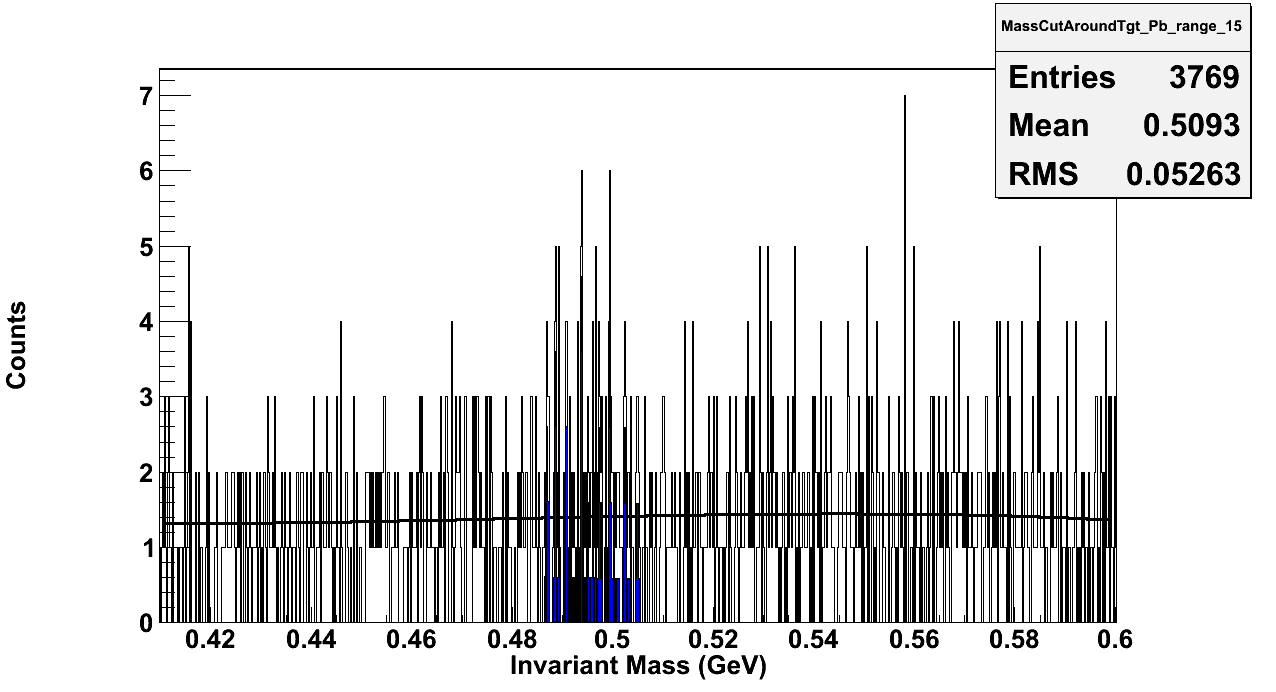 MassCutAroundTgt_Pb_range_15
Entries 3769
Mean 0.5093
RMS 0.05263
Counts
7
6
5
4
3
2
1
0
0.42 0.44 0.46 0.48 0.5 0.52 0.54 0.56 0.58 0.6
Invariant Mass (GeV)